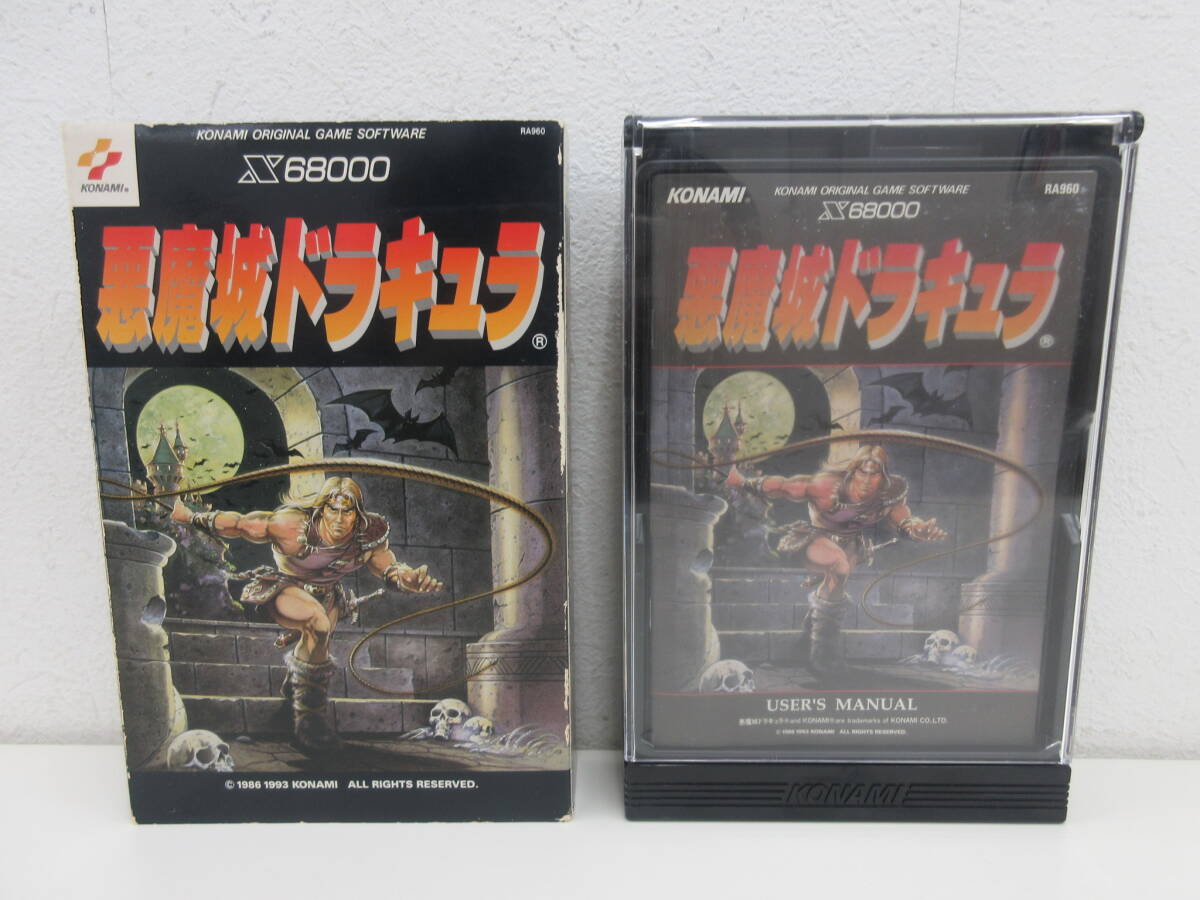 KONAMI ORIGINAL GAME SOFTWARE
RA960
KONAMI®
X68000
悪魔城ドラキュラ
®
© 1986 1993 KONAMI ALL RIGHTS RESERVED.
KONAMI®
KONAMI ORIGINAL GAME SOFTWARE
RA960
X68000
悪魔城ドラキュラ
®
USER'S MANUAL
悪魔城ドラキュラ® and KONAMI® are trademarks of KONAMI CO.,LTD.
© 1986 1993 KONAMI ALL RIGHTS RESERVED.
KONAMI